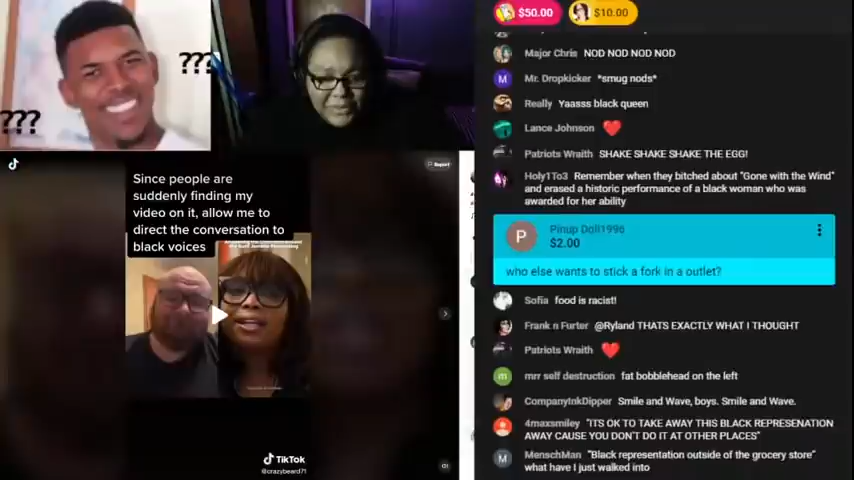 ???
???
Report
Since people are
suddenly finding my
video on it, allow me to
direct the conversation to
black voices
TikTok
@crazybeard71
$50.00
$10.00
Major Chris NOD NOD NOD NOD
Mr. Dropkicker *smug nods*
Really Yaasss black queen
Lance Johnson
Patriots Wraith SHAKE SHAKE SHAKE THE EGG!
Holy1To3 Remember when they bitched about "Gone with the Wind"
and erased a historic performance of a black woman who was
awarded for her ability
P
Pinup Doll1996
$2.00
who else wants to stick a fork in a outlet?
Sofia food is racist!
Frank n Furter @Ryland THATS EXACTLY WHAT I THOUGHT
Patriots Wraith
m mrr self destruction fat bobblehead on the left
CompanyInkDipper Smile and Wave, boys. Smile and Wave.
4maxsmiley "ITS OK TO TAKE AWAY THIS BLACK REPRESENATION
AWAY CAUSE YOU DON'T DO IT AT OTHER PLACES"
M MenschMan "Black representation outside of the grocery store"
what have I just walked into